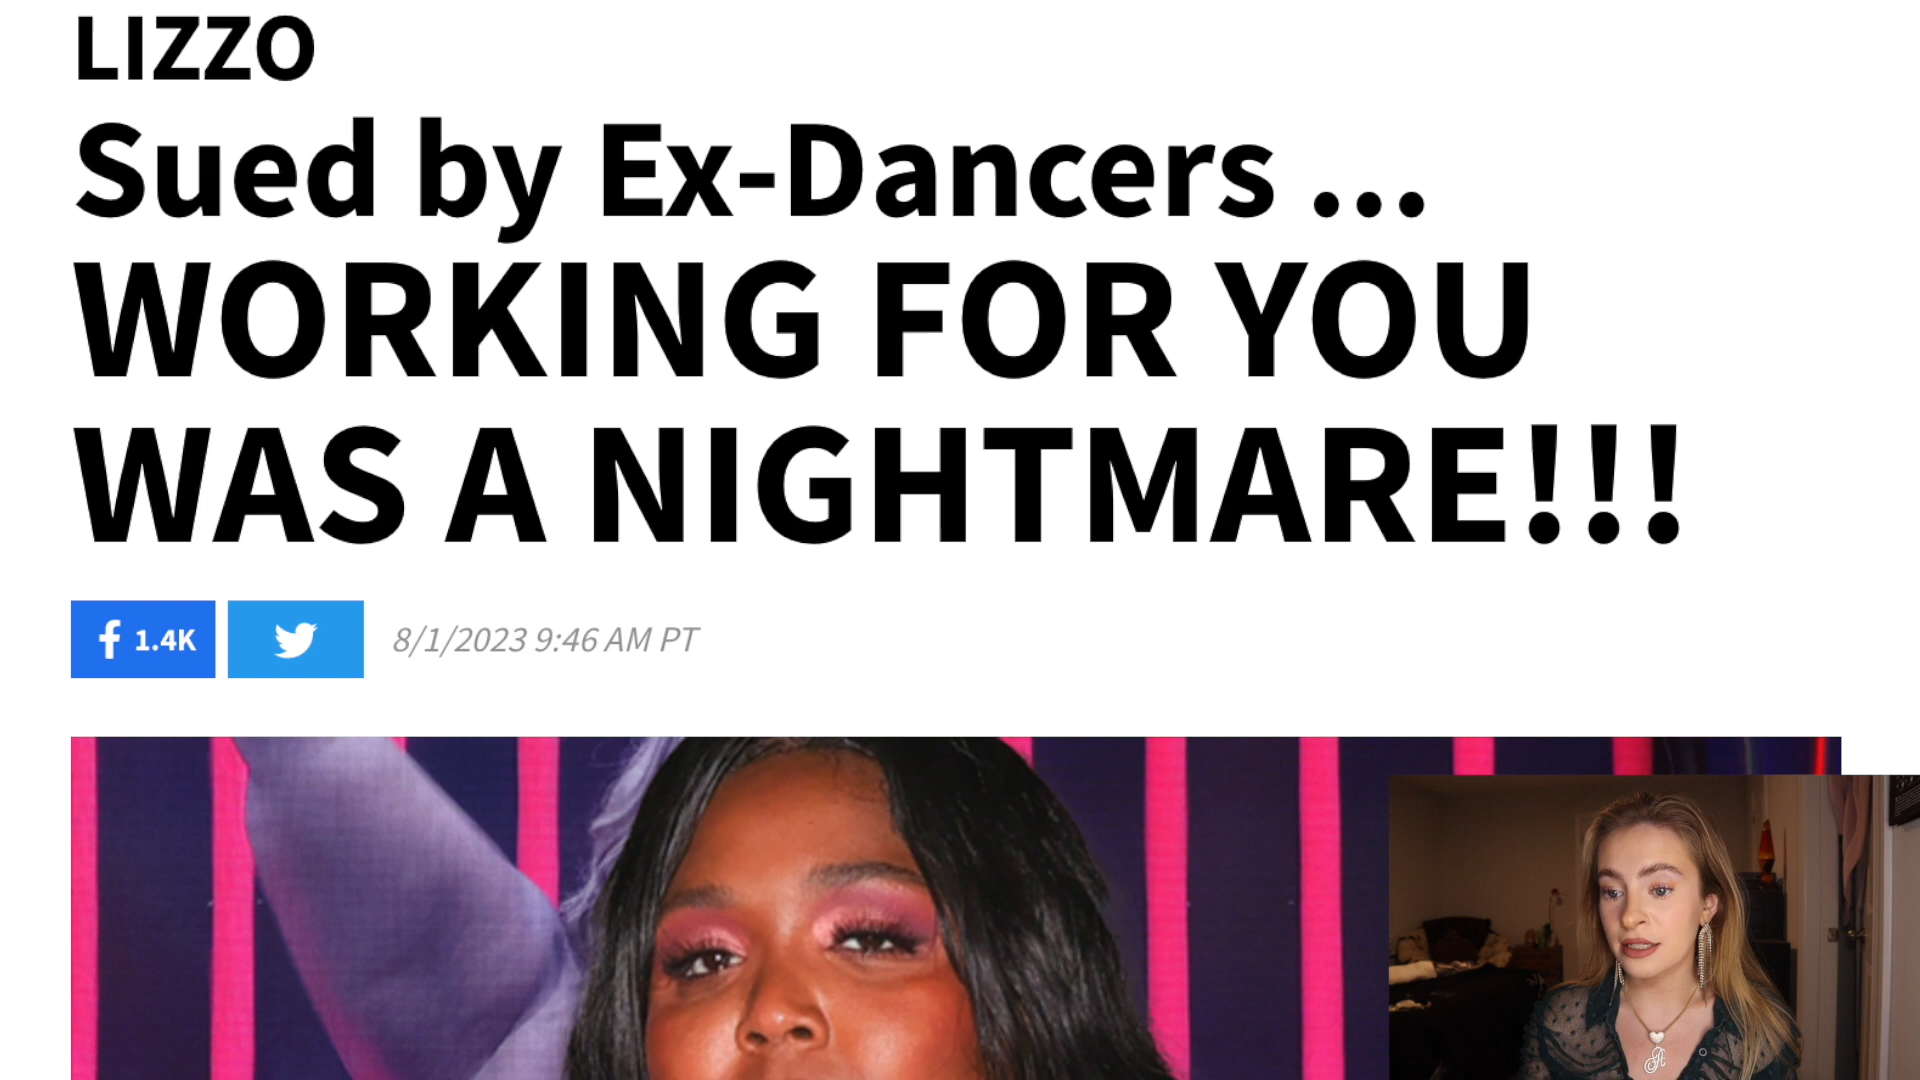 LIZZO
Sued by Ex-Dancers ...
WORKING FOR YOU
WAS A NIGHTMARE!!!
1.4K
8/1/2023 9:46 AM PT